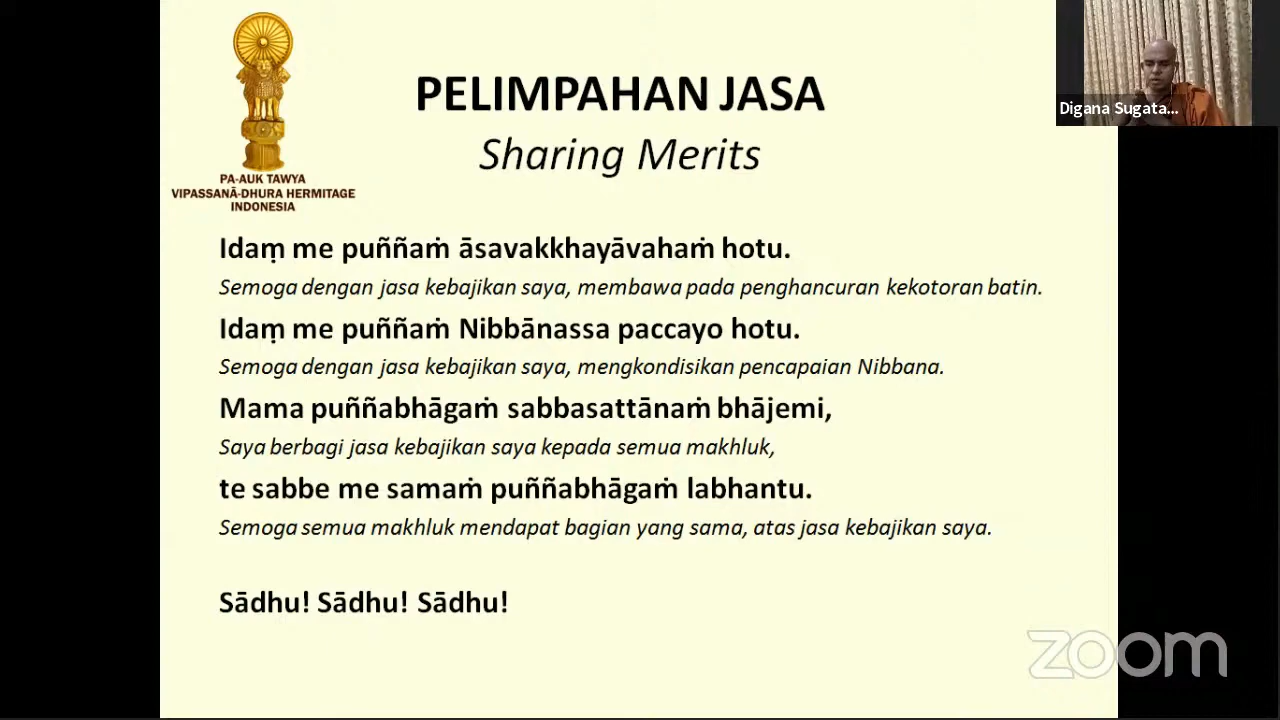 PELIMPAHAN JASA
Sharing Merits
PA-AUK TAWYA
VIPASSANĀ-DHURA HERMITAGE
INDONESIA
Idaṃ me puññaṁ āsavakkhayāvahaṁ hotu.
Semoga dengan jasa kebajikan saya, membawa pada penghancuran kekotoran batin.
Idaṃ me puññaṁ Nibbānassa paccayo hotu.
Semoga dengan jasa kebajikan saya, mengkondisikan pencapaian Nibbana.
Mama puññabhāgaṁ sabbasattānaṁ bhājemi,
Saya berbagi jasa kebajikan saya kepada semua makhluk,
te sabbe me samaṁ puññabhāgaṁ labhantu.
Semoga semua makhluk mendapat bagian yang sama, atas jasa kebajikan saya.
Sādhu! Sādhu! Sādhu!
Digana Sugata...
zoom